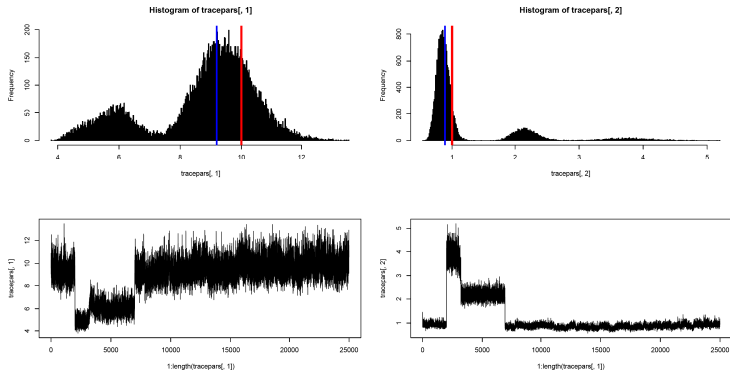 Histogram of tracepars[, 1]
Frequency
0 50 100 150 200
4 6 8 10 12
tracepars[, 1]
Histogram of tracepars[, 2]
Frequency
0 200 400 600 800
1 2 3 4 5
tracepars[, 2]
tracepars[, 1]
4 6 8 10 12
0 5000 10000 15000 20000 25000
1:length(tracepars[, 1])
tracepars[, 2]
1 2 3 4 5
0 5000 10000 15000 20000 25000
1:length(tracepars[, 1])